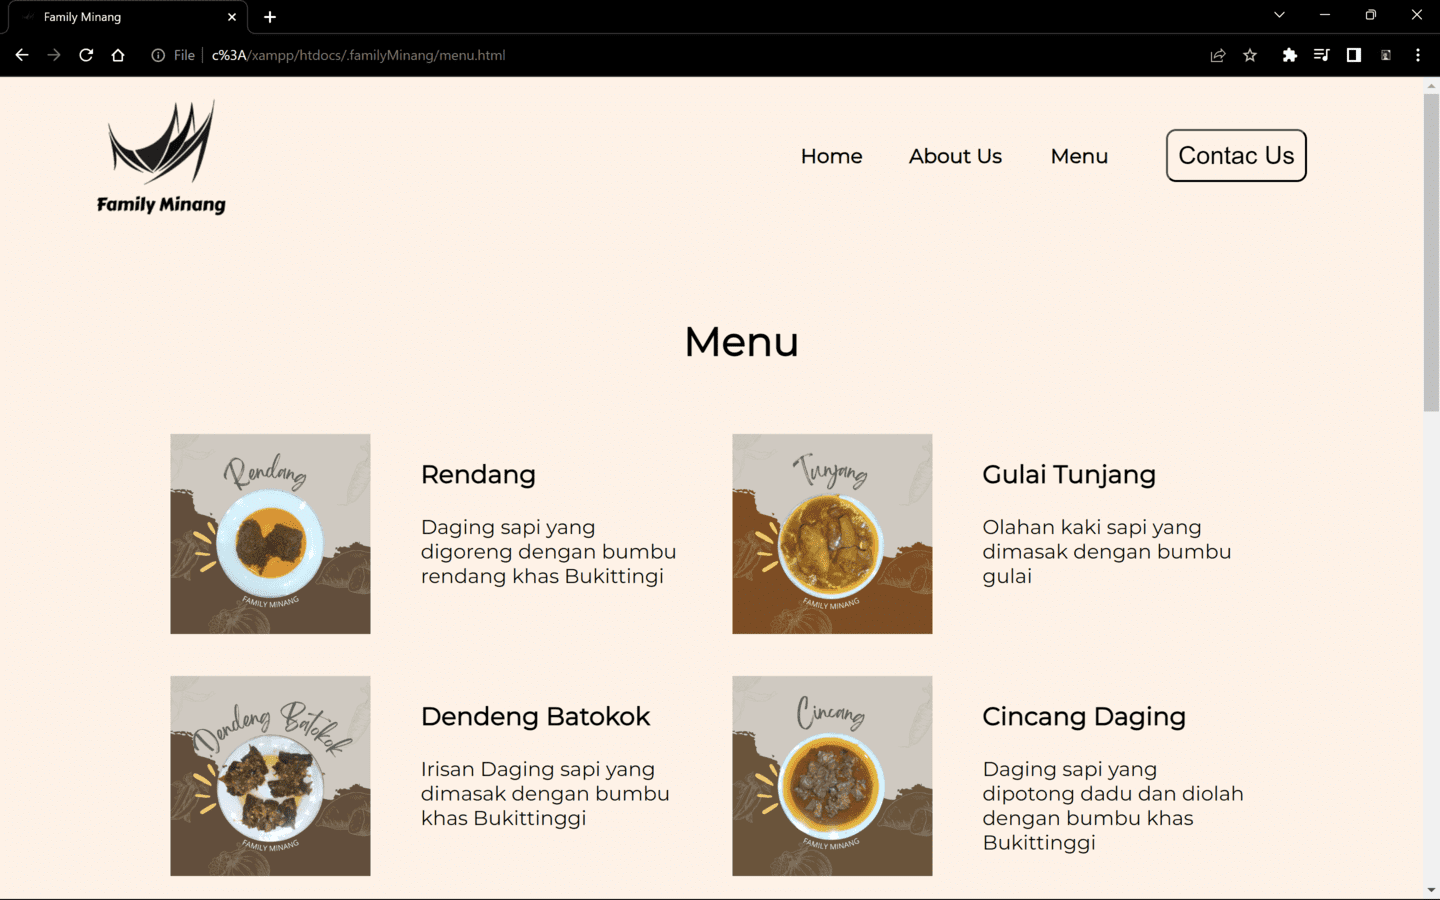 Family Minang
File
c%3A/xampp/htdocs/.familyMinang/menu.html
Family Minang
Home
About Us
Menu
Contac Us
Menu
Rendang
FAMILY MINANG
Rendang
Daging sapi yang
digoreng dengan bumbu
rendang khas Bukittingi
Tunjang
FAMILY MINANG
Gulai Tunjang
Olahan kaki sapi yang
dimasak dengan bumbu
gulai
Dendeng Batokok
FAMILY MINANG
Dendeng Batokok
Irisan Daging sapi yang
dimasak dengan bumbu
khas Bukittinggi
Cincang
FAMILY MINANG
Cincang Daging
Daging sapi yang
dipotong dadu dan diolah
dengan bumbu khas
Bukittinggi